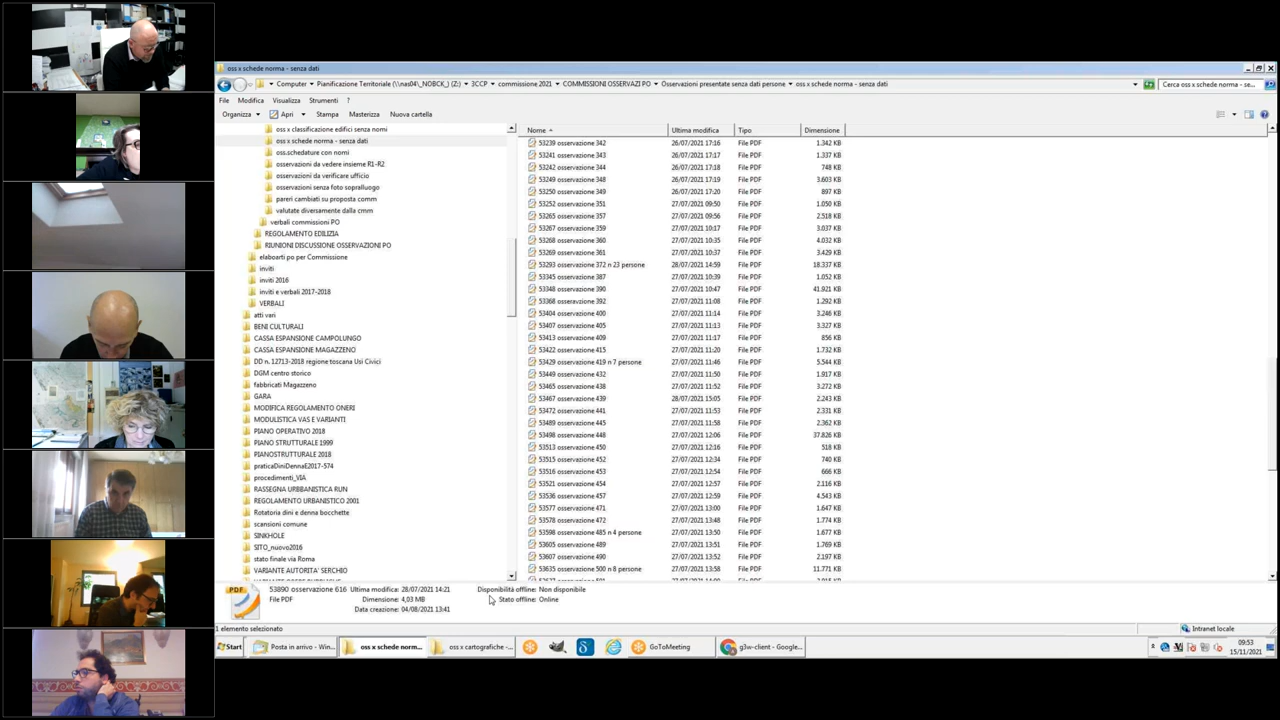 oss x schede norma - senza dati
Computer Pianificazione Territoriale (\\nas04\_NOBCK_) (Z:) 3CCP commissione 2021 COMMISSIONI OSSERVAZI PO Osservazioni presentate senza dati persone oss x schede norma - senza dati
Cerca oss x schede norma - se...
File Modifica Visualizza Strumenti ?
Organizza Apri Stampa Masterizza Nuova cartella
oss x classificazione edifici senza nomi
oss x schede norma - senza dati
oss.schedature con nomi
osservazioni da vedere insieme R1-R2
osservazioni da verificare ufficio
osservazioni senza foto sopralluogo
pareri cambiati su proposta comm
valutate diversamente dalla cmm
verbali commissioni PO
REGOLAMENTO EDILIZIA
RIUNIONI DISCUSSIONE OSSERVAZIONI PO
elaboarti po per Commissione
inviti
inviti 2016
inviti e verbali 2017-2018
VERBALI
atti vari
BENI CULTURALI
CASSA ESPANSIONE CAMPOLUNGO
CASSA ESPANSIONE MAGAZZENO
DD n. 12713-2018 regione toscana Usi Civici
DGM centro storico
fabbricati Magazzeno
GARA
MODIFICA REGOLAMENTO ONERI
MODULISTICA VAS E VARIANTI
PIANO OPERATIVO 2018
PIANO STRUTTURALE 1999
PIANOSTRUTTURALE 2018
praticaDiniDennaE2017-574
procedimenti_VIA
RASSEGNA URBBANISTICA RUN
REGOLAMENTO URBANISTICO 2001
Rotatoria dini e denna bocchette
scansioni comune
SINKHOLE
SITO_nuovo2016
stato finale via Roma
VARIANTE AUTORITA' SERCHIO
Nome Ultima modifica Tipo Dimensione
53239 osservazione 342 26/07/2021 17:16 File PDF 1.342 KB
53241 osservazione 343 26/07/2021 17:17 File PDF 1.337 KB
53242 osservazione 344 26/07/2021 17:18 File PDF 748 KB
53249 osservazione 348 26/07/2021 17:19 File PDF 3.603 KB
53250 osservazione 349 26/07/2021 17:20 File PDF 897 KB
53252 osservazione 351 27/07/2021 09:50 File PDF 1.050 KB
53265 osservazione 357 27/07/2021 09:56 File PDF 2.518 KB
53267 osservazione 359 27/07/2021 10:17 File PDF 3.037 KB
53268 osservazione 360 27/07/2021 10:35 File PDF 4.032 KB
53269 osservazione 361 27/07/2021 10:37 File PDF 3.429 KB
53293 osservazione 372 n 23 persone 28/07/2021 14:59 File PDF 18.337 KB
53345 osservazione 387 27/07/2021 10:39 File PDF 1.052 KB
53348 osservazione 390 27/07/2021 10:47 File PDF 41.921 KB
53368 osseravzione 392 27/07/2021 11:08 File PDF 1.292 KB
53404 osservazione 400 27/07/2021 11:14 File PDF 3.246 KB
53407 osservazione 405 27/07/2021 11:13 File PDF 3.327 KB
53413 osservazione 409 27/07/2021 11:17 File PDF 856 KB
53422 osservazione 415 27/07/2021 11:20 File PDF 1.732 KB
53429 osservazione 419 n 7 persone 27/07/2021 11:46 File PDF 5.544 KB
53449 osservazione 432 27/07/2021 11:50 File PDF 1.917 KB
53465 osservazione 438 27/07/2021 11:52 File PDF 3.272 KB
53467 osservazione 439 28/07/2021 15:05 File PDF 2.243 KB
53472 osservazione 441 27/07/2021 11:53 File PDF 2.331 KB
53489 osservazione 445 27/07/2021 11:58 File PDF 2.362 KB
53498 osservazione 448 27/07/2021 12:06 File PDF 37.826 KB
53513 osservazione 450 27/07/2021 12:16 File PDF 518 KB
53515 osservazione 452 27/07/2021 12:34 File PDF 740 KB
53516 osservazione 453 27/07/2021 12:54 File PDF 666 KB
53521 osservazione 454 27/07/2021 12:57 File PDF 2.116 KB
53536 osservazione 457 27/07/2021 12:59 File PDF 4.543 KB
53577 osservazione 471 27/07/2021 13:00 File PDF 1.647 KB
53578 osservazione 472 27/07/2021 13:48 File PDF 1.774 KB
53598 osservazione 485 n 4 persone 27/07/2021 13:50 File PDF 1.677 KB
53605 osservazione 489 27/07/2021 13:51 File PDF 1.769 KB
53607 osservazione 490 27/07/2021 13:52 File PDF 2.197 KB
53635 osservazione 500 n 8 persone 27/07/2021 13:58 File PDF 11.771 KB
PDF
53890 osservazione 616 Ultima modifica: 28/07/2021 14:21 Disponibilità offline: Non disponibile
File PDF Dimensione: 4,03 MB Stato offline: Online
Data creazione: 04/08/2021 13:41
1 elemento selezionato
Intranet locale
Start Posta in arrivo - Win... oss x schede norm... oss x cartografiche -... GoToMeeting g3w-client - Google...
09:53
15/11/2021